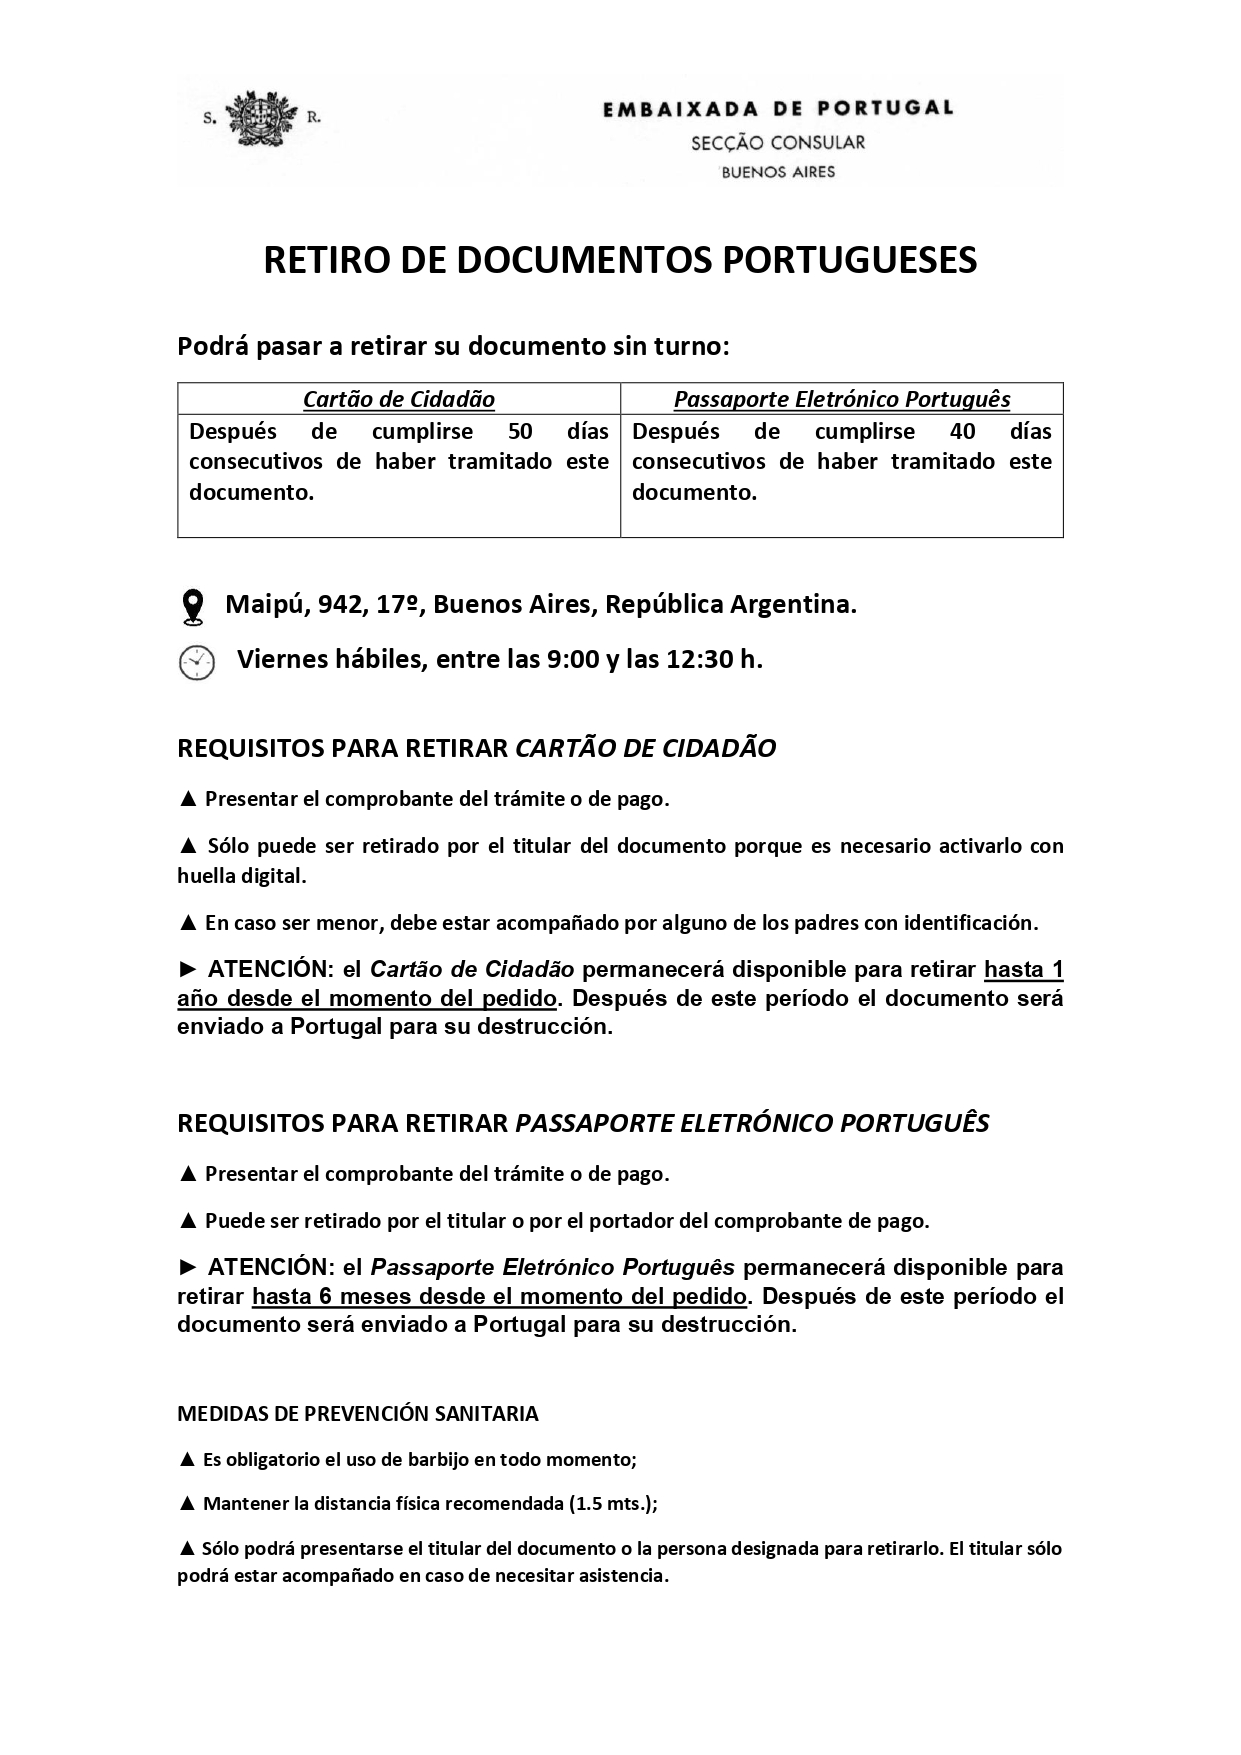 S. R.
EMBAIXADA DE PORTUGAL
SECÇÃO CONSULAR
BUENOS AIRES
RETIRO DE DOCUMENTOS PORTUGUESES
Podrá pasar a retirar su documento sin turno:
Cartão de Cidadão
Después de cumplirse 50 días
consecutivos de haber tramitado este
documento.
Passaporte Eletrónico Português
Después de cumplirse 40 días
consecutivos de haber tramitado este
documento.
Maipú, 942, 17º, Buenos Aires, República Argentina.
Viernes hábiles, entre las 9:00 y las 12:30 h.
REQUISITOS PARA RETIRAR CARTÃO DE CIDADÃO
▲ Presentar el comprobante del trámite o de pago.
▲ Sólo puede ser retirado por el titular del documento porque es necesario activarlo con
huella digital.
▲ En caso ser menor, debe estar acompañado por alguno de los padres con identificación.
► ATENCIÓN: el Cartão de Cidadão permanecerá disponible para retirar hasta 1
año desde el momento del pedido. Después de este período el documento será
enviado a Portugal para su destrucción.
REQUISITOS PARA RETIRAR PASSAPORTE ELETRÓNICO PORTUGUÊS
▲ Presentar el comprobante del trámite o de pago.
▲ Puede ser retirado por el titular o por el portador del comprobante de pago.
► ATENCIÓN: el Passaporte Eletrónico Português permanecerá disponible para
retirar hasta 6 meses desde el momento del pedido. Después de este período el
documento será enviado a Portugal para su destrucción.
MEDIDAS DE PREVENCIÓN SANITARIA
▲ Es obligatorio el uso de barbijo en todo momento;
▲ Mantener la distancia física recomendada (1.5 mts.);
▲ Sólo podrá presentarse el titular del documento o la persona designada para retirarlo. El titular sólo
podrá estar acompañado en caso de necesitar asistencia.